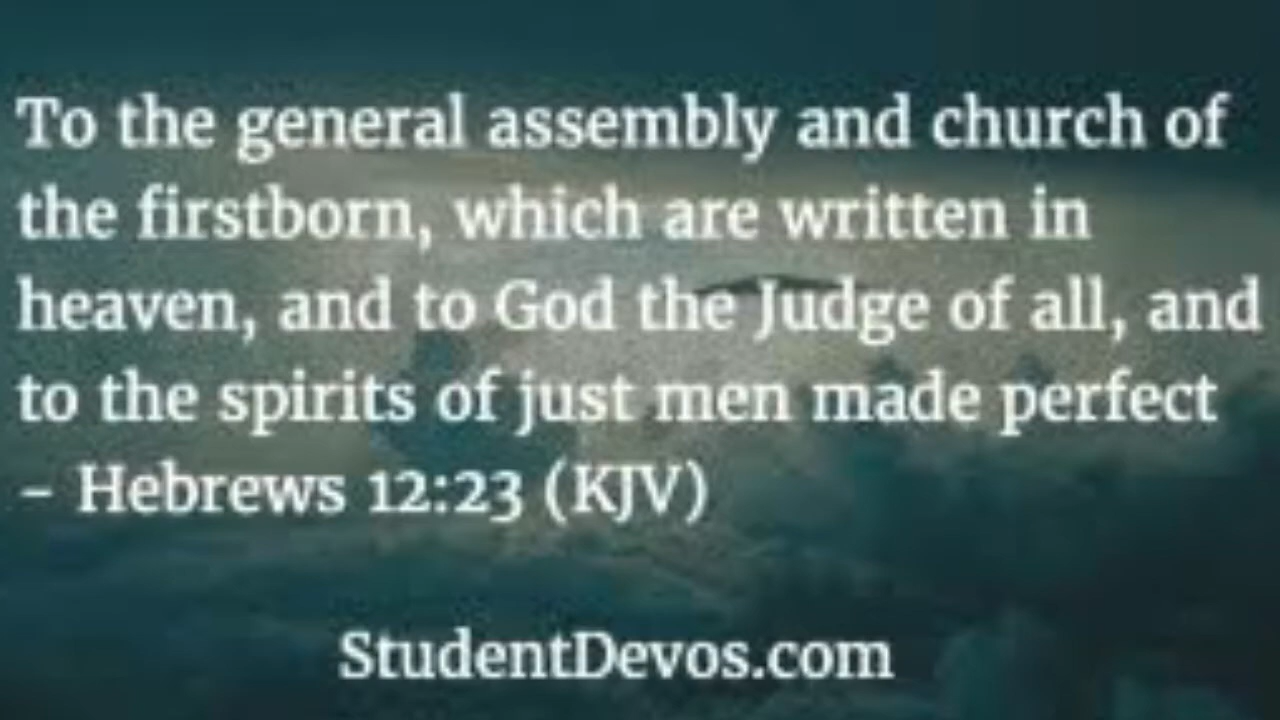 To the general assembly and church of
the firstborn, which are written in
heaven, and to God the Judge of all, and
to the spirits of just men made perfect
– Hebrews 12:23 (KJV)
StudentDevos.com